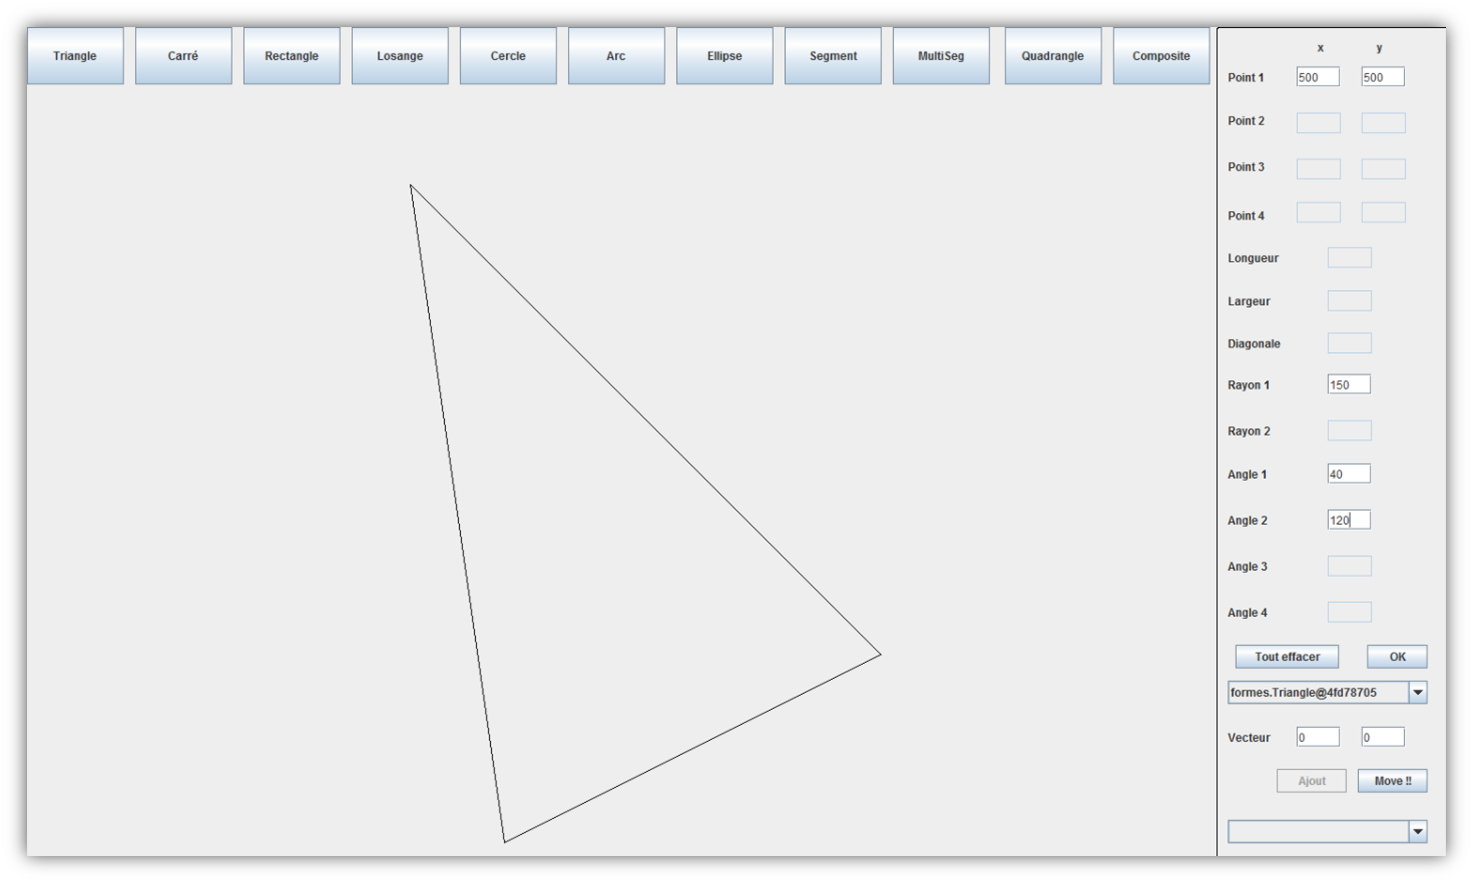 Triangle Carré Rectangle Losange Cercle Arc Ellipse Segment MultiSeg Quadrangle Composite
x y
Point 1 500 500
Point 2
Point 3
Point 4
Longueur
Largeur
Diagonale
Rayon 1 150
Rayon 2
Angle 1 40
Angle 2 120
Angle 3
Angle 4
Tout effacer OK
formes.Triangle@4fd78705
Vecteur 0 0
Ajout Move !!